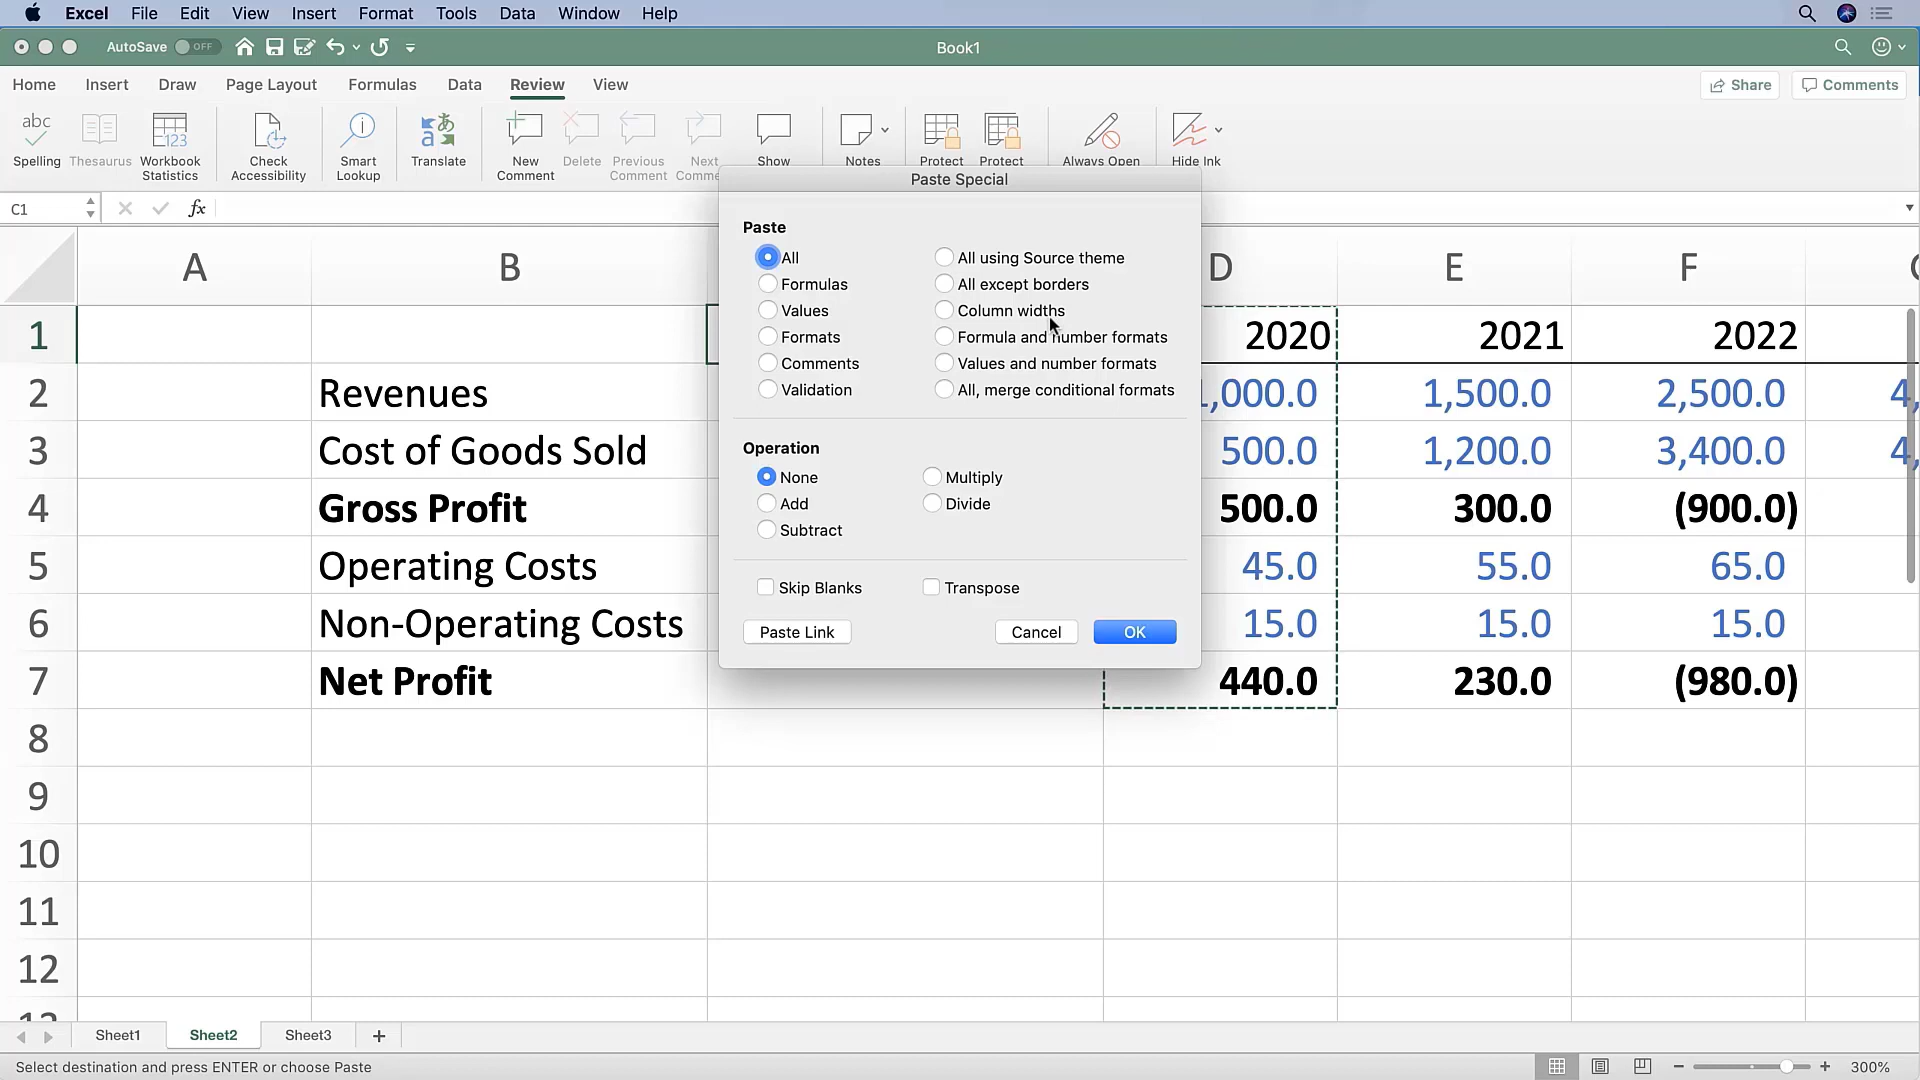 Excel File Edit View Insert Format Tools Data Window Help
AutoSave OFF Book1
Home Insert Draw Page Layout Formulas Data Review View Share Comments
abc 123
Spelling Thesaurus Workbook Statistics Check Accessibility Smart Lookup Translate New Comment Delete Previous Comment Next Show Notes Protect Protect Always Open Hide Ink
C1 fx
Paste Special
Paste
All All using Source theme
Formulas All except borders
Values Column widths
Formats Formula and number formats
Comments Values and number formats
Validation All, merge conditional formats
Operation
None Multiply
Add Divide
Subtract
Skip Blanks Transpose
Paste Link Cancel OK
A B D E F
1 2020 2021 2022
2 Revenues 1,000.0 1,500.0 2,500.0 4,
3 Cost of Goods Sold 500.0 1,200.0 3,400.0 4,
4 Gross Profit 500.0 300.0 (900.0)
5 Operating Costs 45.0 55.0 65.0
6 Non-Operating Costs 15.0 15.0 15.0
7 Net Profit 440.0 230.0 (980.0)
8
9
10
11
12
Sheet1 Sheet2 Sheet3 +
Select destination and press ENTER or choose Paste 300%